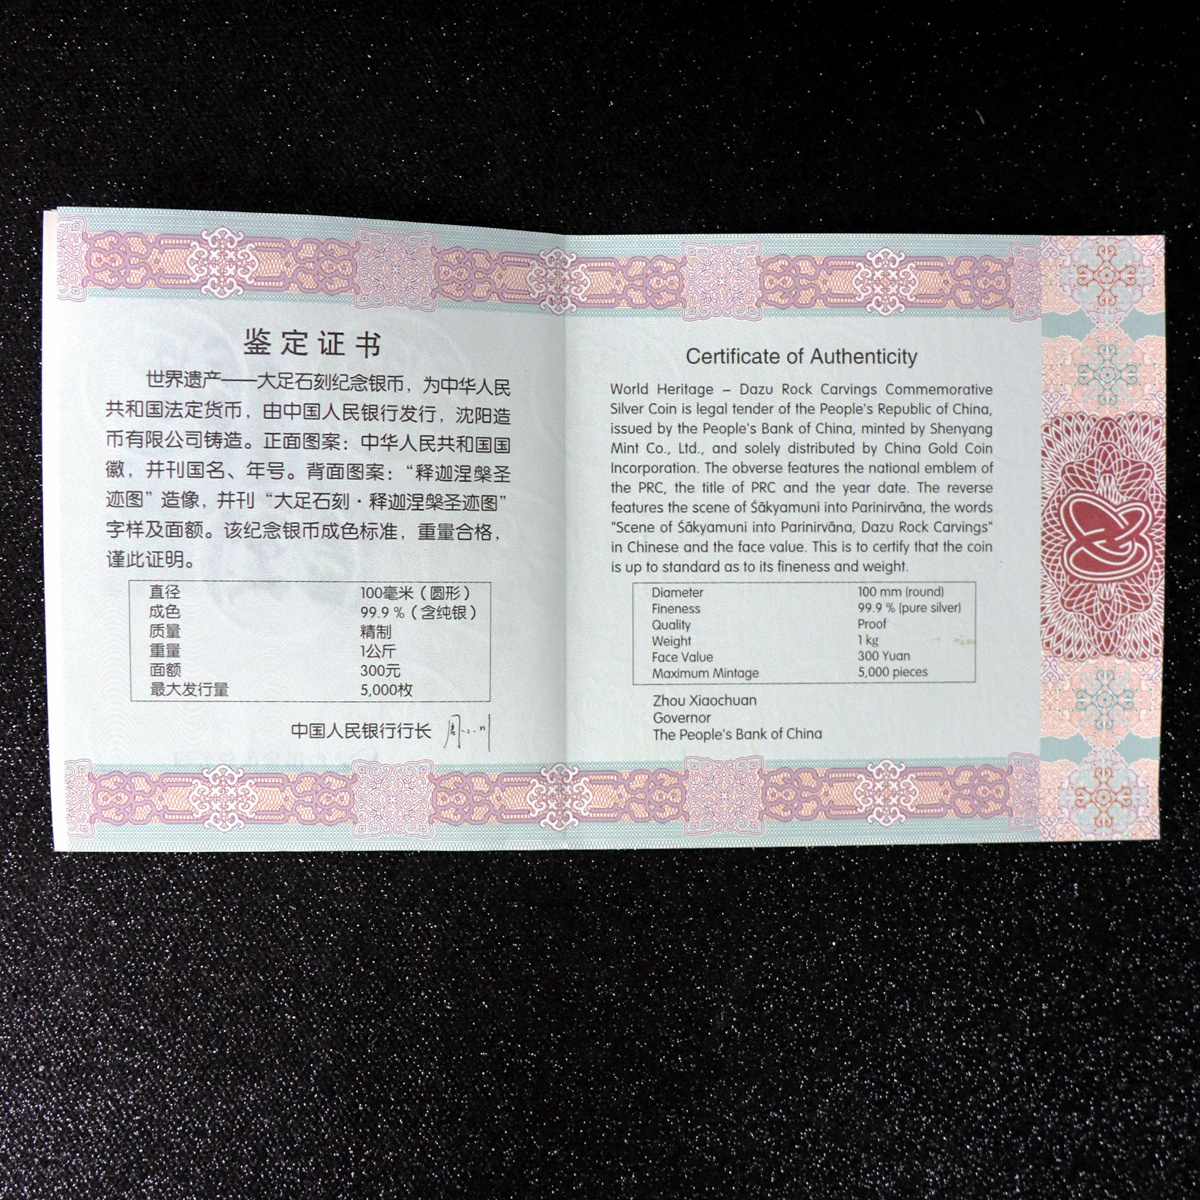 鉴定证书
世界遗产——大足石刻纪念银币，为中华人民
共和国法定货币，由中国人民银行发行，沈阳造
币有限公司铸造。正面图案：中华人民共和国国
徽，并刊国名、年号。背面图案：“释迦涅槃圣
迹图”造像，并刊“大足石刻·释迦涅槃圣迹图”
字样及面额。该纪念银币成色标准，重量合格，
谨此证明。
直径 100毫米（圆形）
成色 99.9 %（含纯银）
质量 精制
重量 1公斤
面额 300元
最大发行量 5,000枚
中国人民银行行长
Certificate of Authenticity
World Heritage – Dazu Rock Carvings Commemorative
Silver Coin is legal tender of the People's Republic of China,
issued by the People's Bank of China, minted by Shenyang
Mint Co., Ltd., and solely distributed by China Gold Coin
Incorporation. The obverse features the national emblem of
the PRC, the title of PRC and the year date. The reverse
features the scene of Śākyamuni into Parinirvāna, the words
"Scene of Śākyamuni into Parinirvāna, Dazu Rock Carvings"
in Chinese and the face value. This is to certify that the coin
is up to standard as to its fineness and weight.
Diameter 100 mm (round)
Fineness 99.9 % (pure silver)
Quality Proof
Weight 1 kg
Face Value 300 Yuan
Maximum Mintage 5,000 pieces
Zhou Xiaochuan
Governor
The People's Bank of China